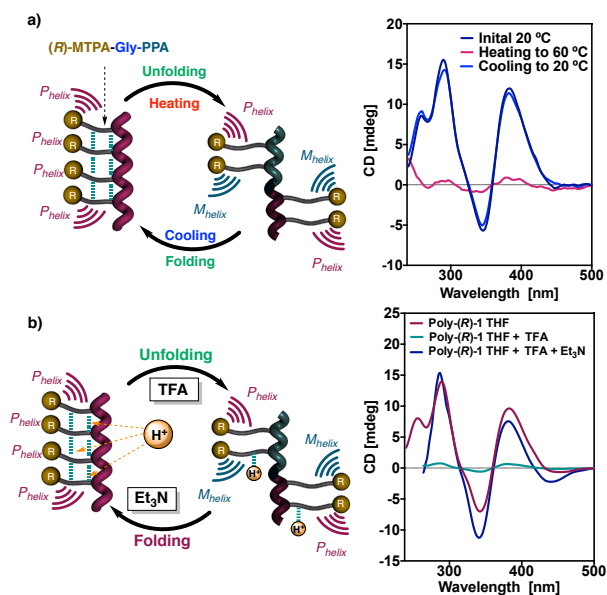 a)
(R)-MTPA-Gly-PPA
Unfolding
Heating
Phelix
R
R
R
R
Phelix
Phelix
R
R
Mhelix
Mhelix
R
R
Phelix
Cooling
Folding
Inital 20 ºC
Heating to 60 ºC
Cooling to 20 ºC
20
15
10
5
0
-5
-10
CD [mdeg]
300 400 500
Wavelength [nm]
b)
Unfolding
TFA
Phelix
R
R
R
R
Phelix
H+
Phelix
R
R
H+
Mhelix
Mhelix
R
R
H+
Phelix
Et3N
Folding
Poly-(R)-1 THF
Poly-(R)-1 THF + TFA
Poly-(R)-1 THF + TFA + Et3N
25
20
15
10
5
0
-5
-10
-15
CD [mdeg]
300 400 500
Wavelength [nm]